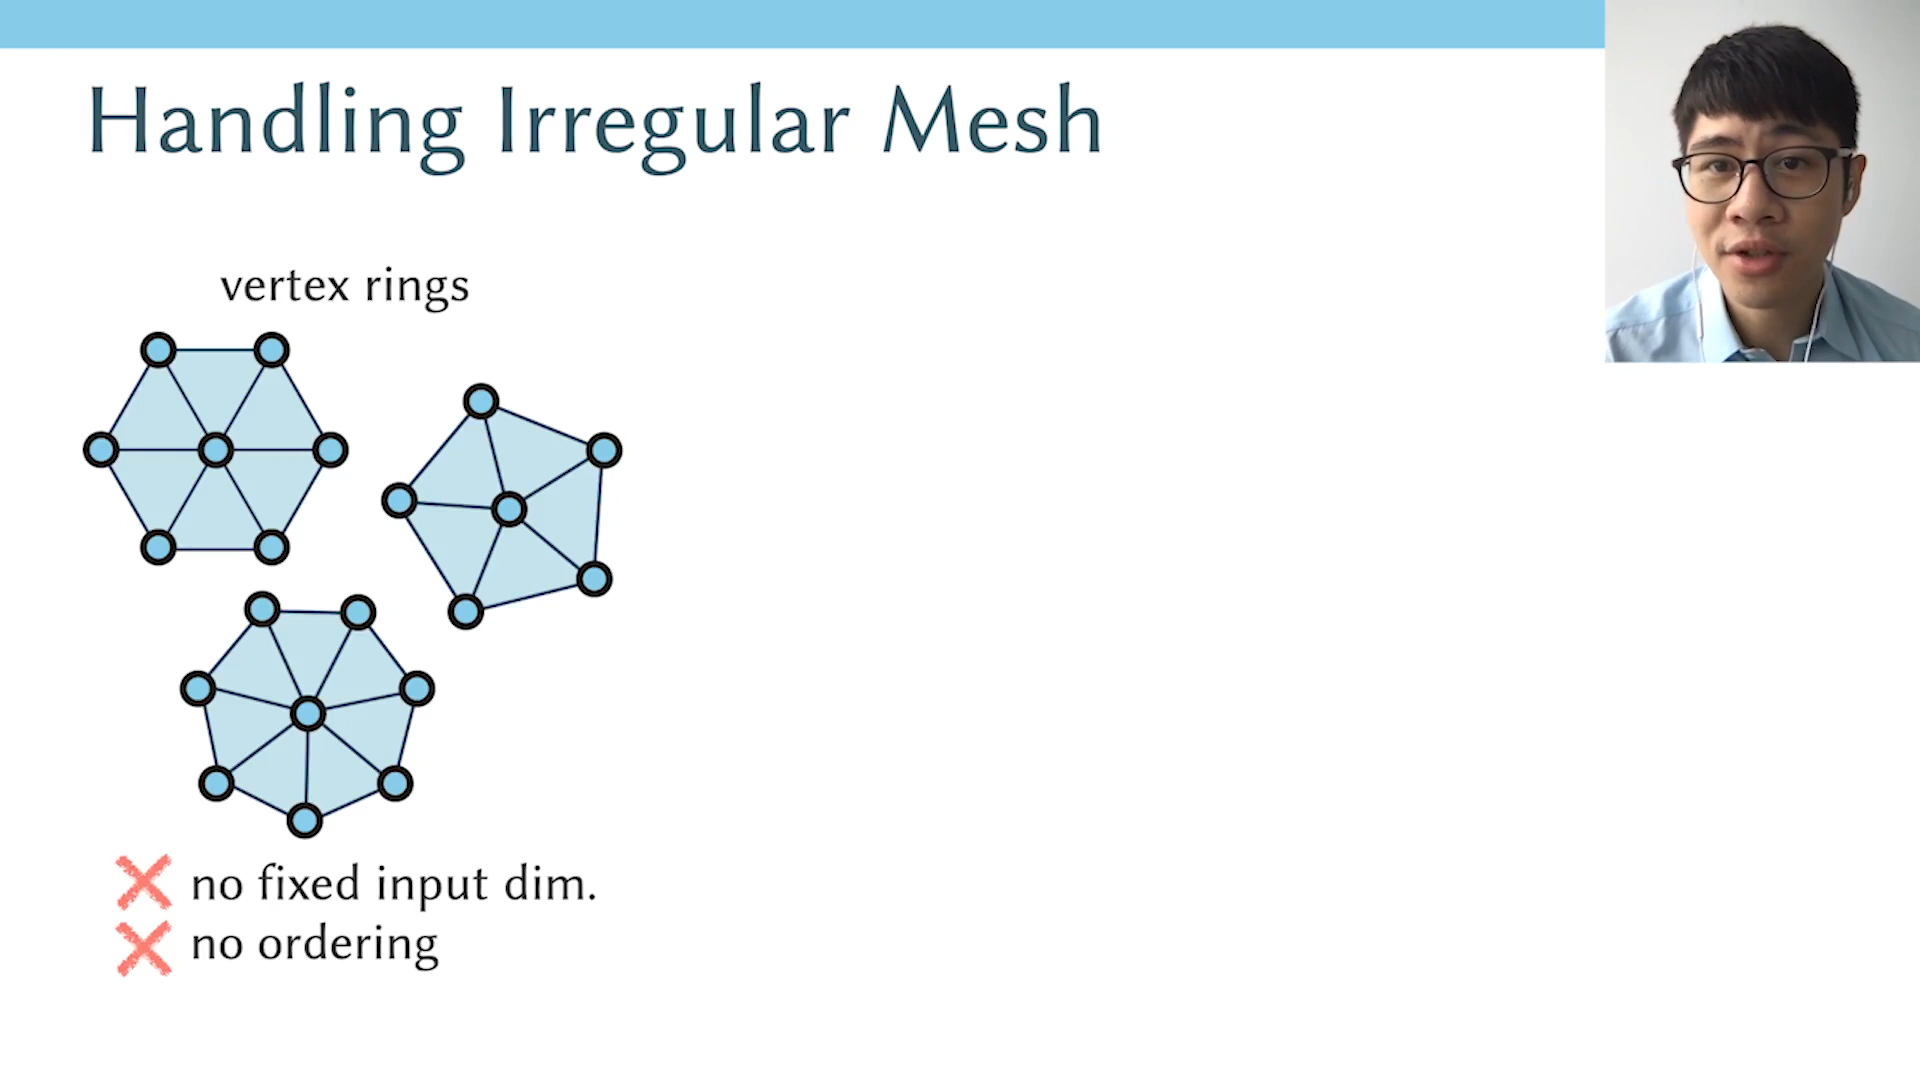 Handling Irregular Mesh
vertex rings
no fixed input dim.
no ordering